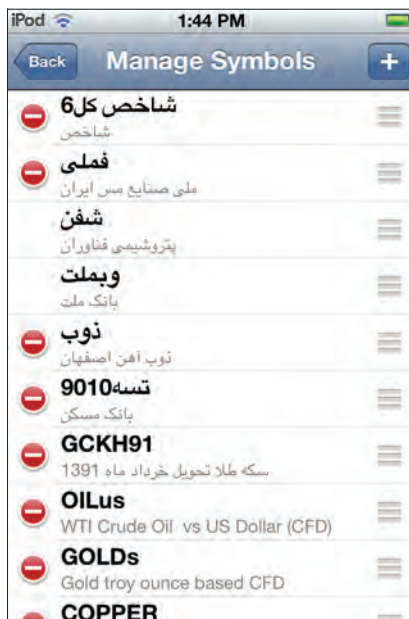 iPod 1:44 PM
Back Manage Symbols +
شاخص کل6
شاخص
فملی
ملی صنایع مس ایران
شفن
پتروشیمی فناوران
وبملت
بانک ملت
ذوب
ذوب آهن اصفهان
تسه9010
بانک مسکن
GCKH91
سکه طلا تحویل خرداد ماه 1391
OILus
WTI Crude Oil vs US Dollar (CFD)
GOLDs
Gold troy ounce based CFD
COPPER